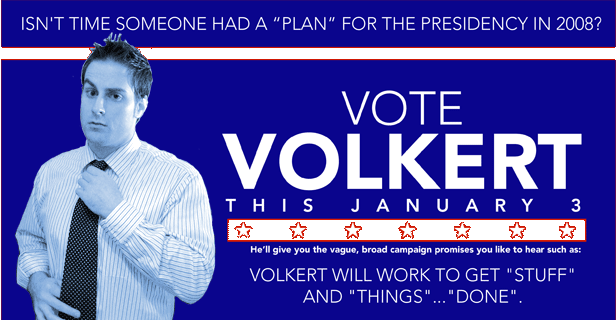 ISN'T TIME SOMEONE HAD A “PLAN” FOR THE PRESIDENCY IN 2008?
VOTE
VOLKERT
THIS JANUARY 3
He'll give you the vague, broad campaign promises you like to hear such as:
VOLKERT WILL WORK TO GET "STUFF"
AND "THINGS"..."DONE".